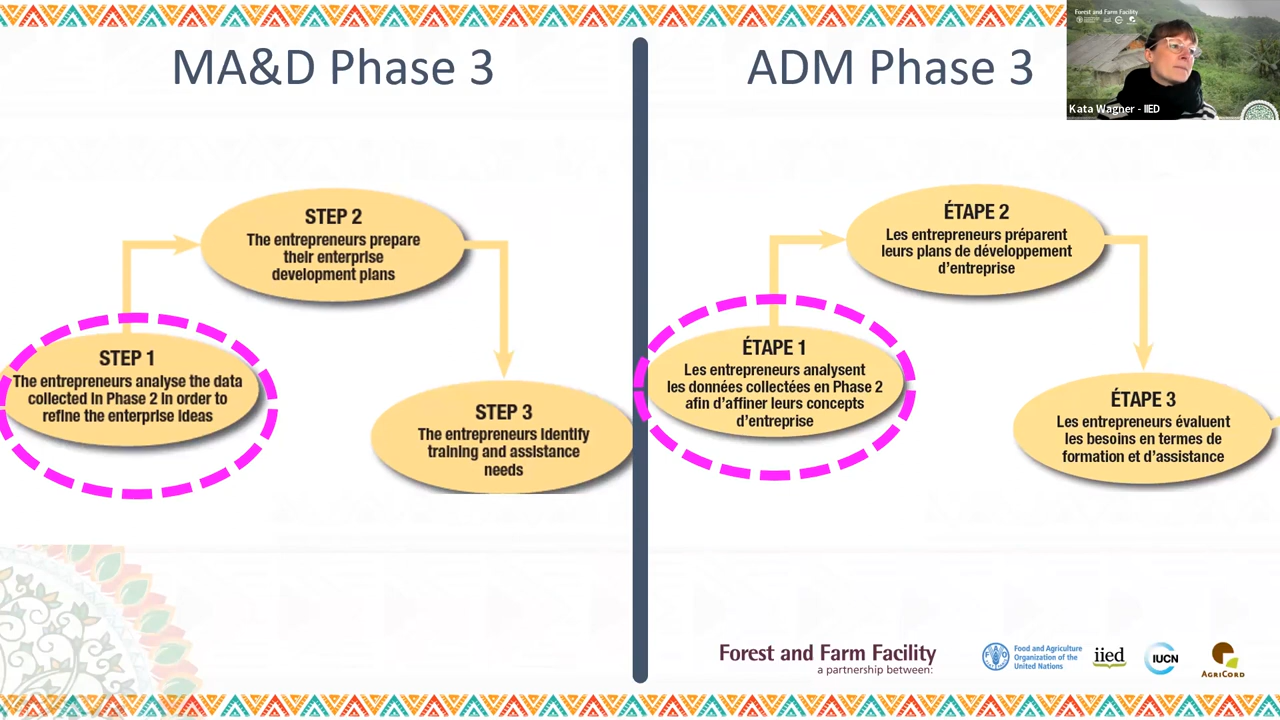 MA&D Phase 3
STEP 2
The entrepreneurs prepare
their enterprise
development plans
STEP 1
The entrepreneurs analyse the data
collected in Phase 2 in order to
refine the enterprise ideas
STEP 3
The entrepreneurs identify
training and assistance
needs
ADM Phase 3
ÉTAPE 2
Les entrepreneurs préparent
leurs plans de développement
d'entreprise
ÉTAPE 1
Les entrepreneurs analysent
les données collectées en Phase 2
afin d'affiner leurs concepts
d'entreprise
ÉTAPE 3
Les entrepreneurs évaluent
les besoins en termes de
formation et d'assistance
Forest and Farm Facility
Kata Wagner - IIED
Forest and Farm Facility
a partnership between:
Food and Agriculture
Organization of the
United Nations
iied
IUCN
AGRICORD